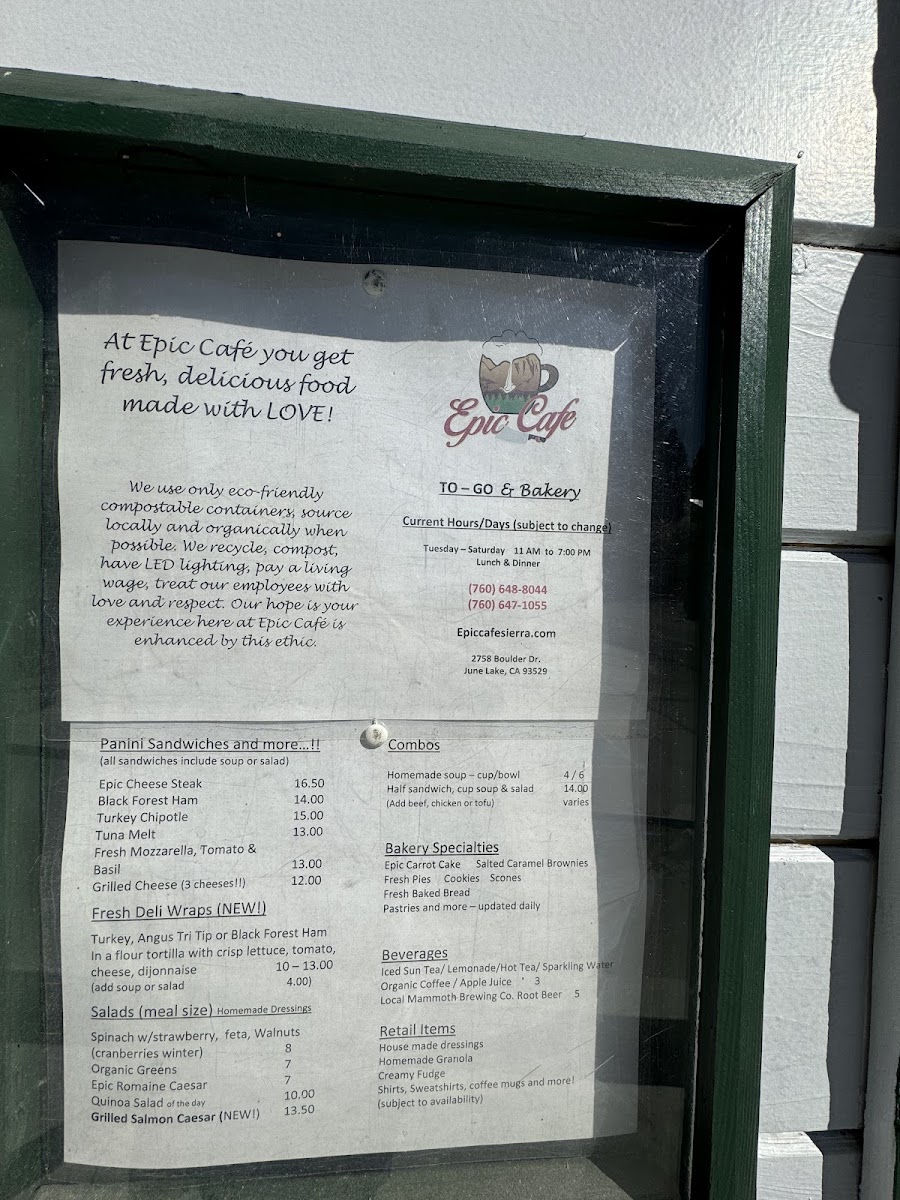 At Epic Café you get
fresh, delicious food
made with LOVE!
We use only eco-friendly
compostable containers, source
locally and organically when
possible. We recycle, compost,
have LED lighting, pay a living
wage, treat our employees with
love and respect. Our hope is your
experience here at Epic Café is
enhanced by this ethic.
Epic Cafe
TO – GO & Bakery
Current Hours/Days (subject to change)
Tuesday – Saturday 11 AM to 7:00 PM
Lunch & Dinner
(760) 648-8044
(760) 647-1055
Epiccafesierra.com
2758 Boulder Dr.
June Lake, CA 93529
Panini Sandwiches and more...!!
(all sandwiches include soup or salad)
Epic Cheese Steak 16.50
Black Forest Ham 14.00
Turkey Chipotle 15.00
Tuna Melt 13.00
Fresh Mozzarella, Tomato &
Basil 13.00
Grilled Cheese (3 cheeses!!) 12.00
Fresh Deli Wraps (NEW!)
Turkey, Angus Tri Tip or Black Forest Ham
In a flour tortilla with crisp lettuce, tomato,
cheese, dijonnaise 10 – 13.00
(add soup or salad 4.00)
Salads (meal size) Homemade Dressings
Spinach w/strawberry, feta, Walnuts
(cranberries winter) 8
Organic Greens 7
Epic Romaine Caesar 7
Quinoa Salad of the day 10.00
Grilled Salmon Caesar (NEW!) 13.50
Combos
Homemade soup – cup/bowl 4 / 6
Half sandwich, cup soup & salad 14.00
(Add beef, chicken or tofu) varies
Bakery Specialties
Epic Carrot Cake Salted Caramel Brownies
Fresh Pies Cookies Scones
Fresh Baked Bread
Pastries and more – updated daily
Beverages
Iced Sun Tea/ Lemonade/Hot Tea/ Sparkling Water
Organic Coffee / Apple Juice 3
Local Mammoth Brewing Co. Root Beer 5
Retail Items
House made dressings
Homemade Granola
Creamy Fudge
Shirts, Sweatshirts, coffee mugs and more!
(subject to availability)